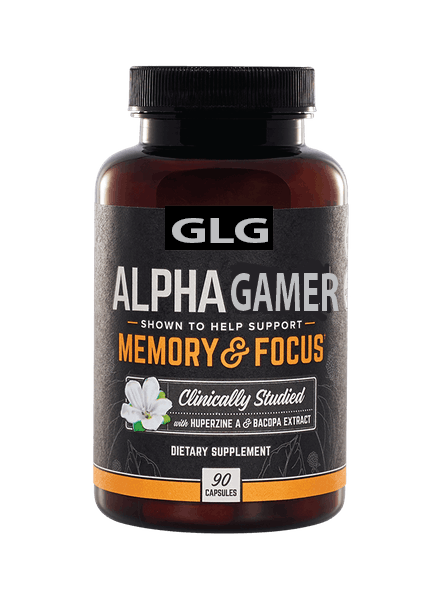 GLG
ALPHA GAMER
SHOWN TO HELP SUPPORT
MEMORY & FOCUS
Clinically Studied
with HUPERZINE A & BACOPA EXTRACT
DIETARY SUPPLEMENT
90
CAPSULES